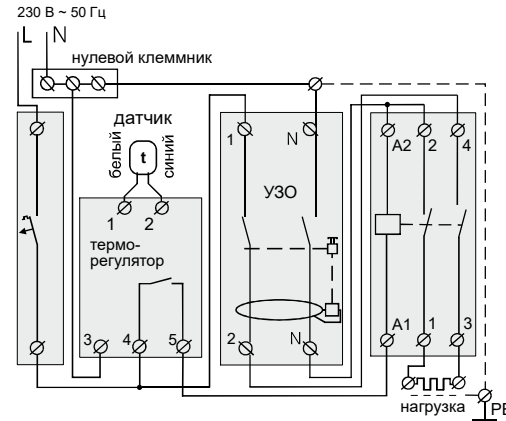 230 В ~ 50 Гц
L N
нулевой клеммник
датчик
белый
t
синий
1 2
термо-
регулятор
3 4 5
1 N
УЗО
2 N
A2 2 4
A1 1 3
нагрузка
PE